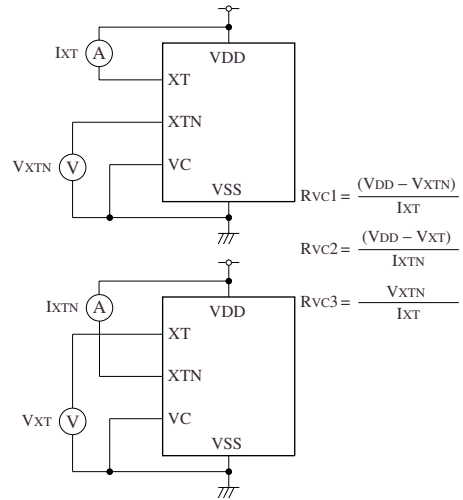 IXT
A
VDD
XT
XTN
VXTN
V
VC
VSS
RVC1 = (VDD – VXTN)
IXT
RVC2 = (VDD – VXT)
IXTN
RVC3 = VXTN
IXT
IXTN
A
VDD
XT
XTN
VXT
V
VC
VSS